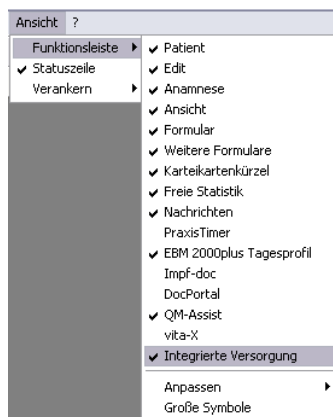 Ansicht ?
Funktionsleiste
Statuszeile
Verankern
Patient
Edit
Anamnese
Ansicht
Formular
Weitere Formulare
Karteikartenkürzel
Freie Statistik
Nachrichten
PraxisTimer
EBM 2000plus Tagesprofil
Impf-doc
DocPortal
QM-Assist
vita-X
Integrierte Versorgung
Anpassen
Große Symbole